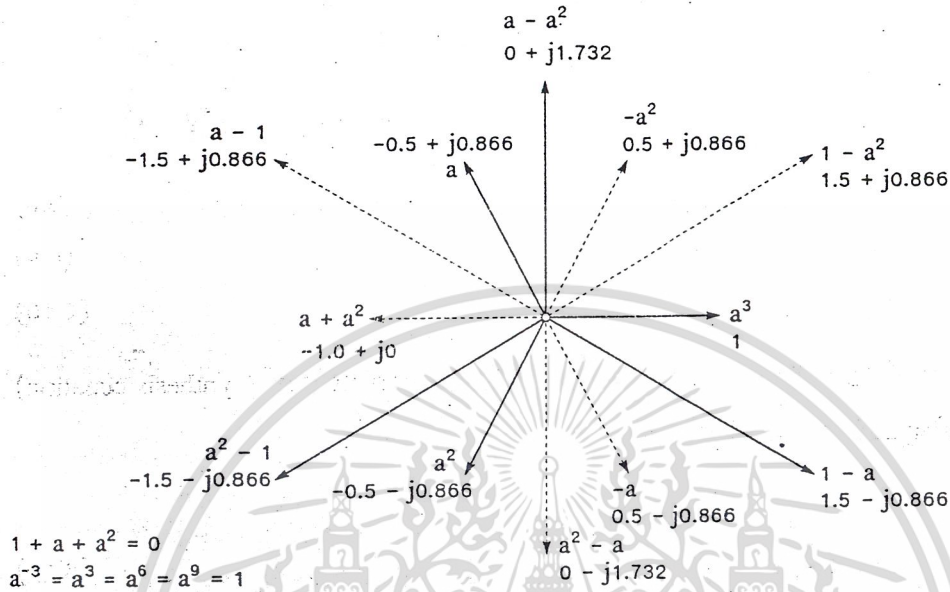 a - a²
0 + j1.732
a - 1
-1.5 + j0.866
-0.5 + j0.866
a
-a²
0.5 + j0.866
1 - a²
1.5 + j0.866
a + a²
-1.0 + j0
a³
1
a² - 1
-1.5 - j0.866
a²
-0.5 - j0.866
-a
0.5 - j0.866
1 - a
1.5 - j0.866
a² - a
0 - j1.732
1 + a + a² = 0
a⁻³ = a³ = a⁶ = a⁹ = 1